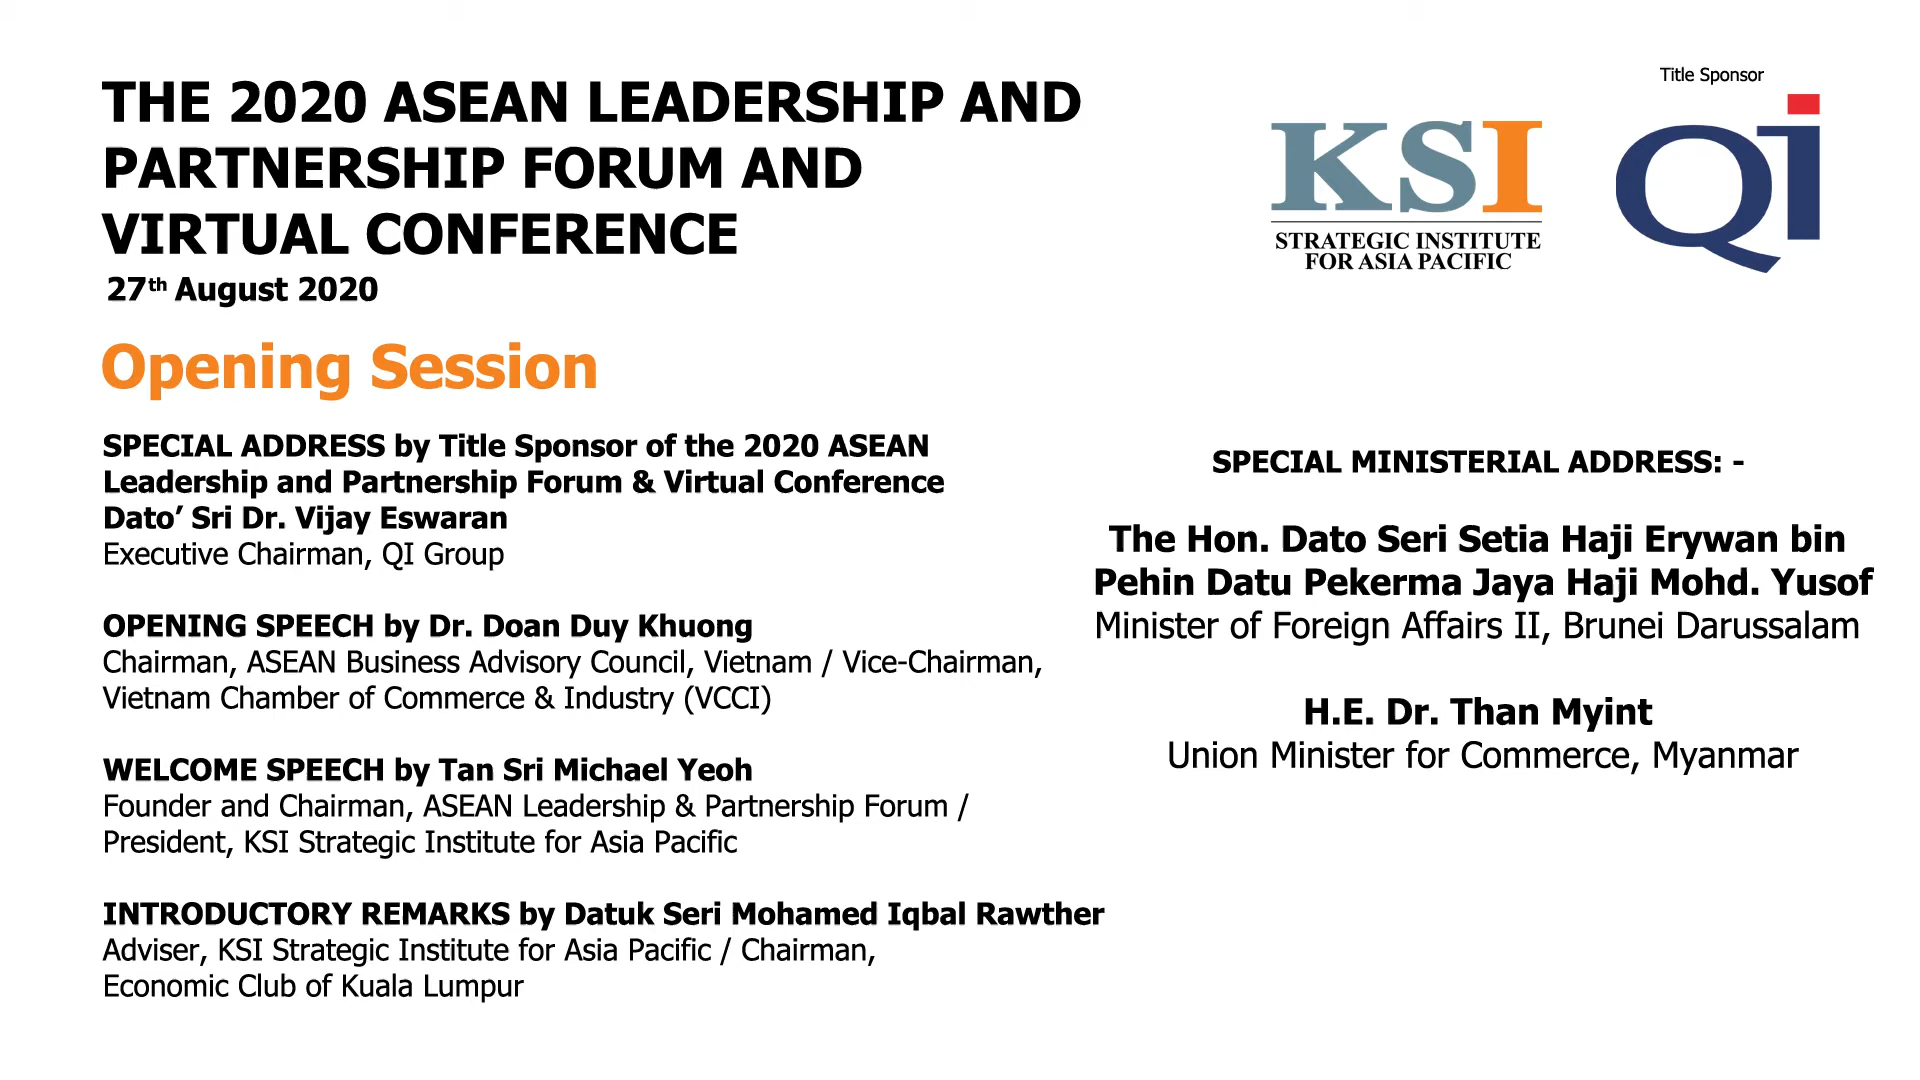 THE 2020 ASEAN LEADERSHIP AND
PARTNERSHIP FORUM AND
VIRTUAL CONFERENCE
27th August 2020
Title Sponsor
KSI
STRATEGIC INSTITUTE
FOR ASIA PACIFIC
Qi
Opening Session
SPECIAL ADDRESS by Title Sponsor of the 2020 ASEAN
Leadership and Partnership Forum & Virtual Conference
Dato’ Sri Dr. Vijay Eswaran
Executive Chairman, QI Group
OPENING SPEECH by Dr. Doan Duy Khuong
Chairman, ASEAN Business Advisory Council, Vietnam / Vice-Chairman,
Vietnam Chamber of Commerce & Industry (VCCI)
WELCOME SPEECH by Tan Sri Michael Yeoh
Founder and Chairman, ASEAN Leadership & Partnership Forum /
President, KSI Strategic Institute for Asia Pacific
INTRODUCTORY REMARKS by Datuk Seri Mohamed Iqbal Rawther
Adviser, KSI Strategic Institute for Asia Pacific / Chairman,
Economic Club of Kuala Lumpur
SPECIAL MINISTERIAL ADDRESS: -
The Hon. Dato Seri Setia Haji Erywan bin
Pehin Datu Pekerma Jaya Haji Mohd. Yusof
Minister of Foreign Affairs II, Brunei Darussalam
H.E. Dr. Than Myint
Union Minister for Commerce, Myanmar